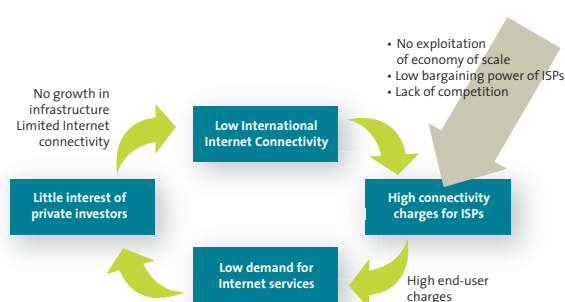 • No exploitation
of economy of scale
• Low bargaining power of ISPs
• Lack of competition
No growth in
infrastructure
Limited Internet
connectivity
Low International
Internet Connectivity
Little interest of
private investors
High connectivity
charges for ISPs
Low demand for
Internet services
High end-user
charges